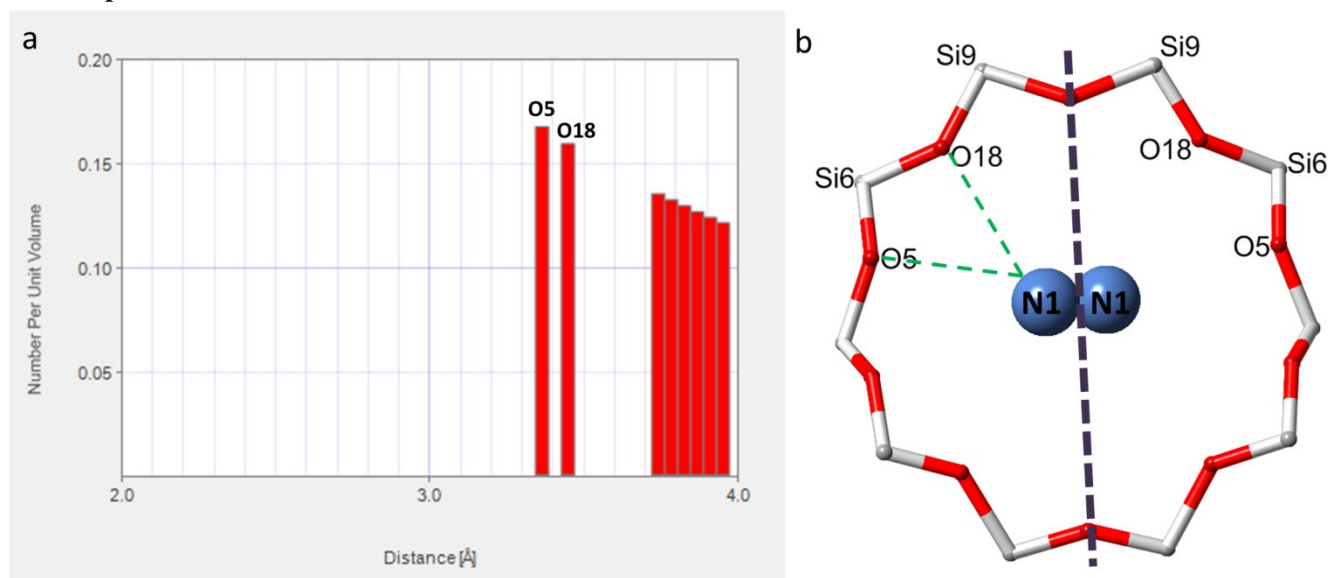 a
0.20
0.15
0.10
0.05
Number Per Unit Volume
O5
O18
2.0
3.0
4.0
Distance [Å]
b
Si9
Si9
O18
O18
Si6
Si6
O5
O5
N1
N1